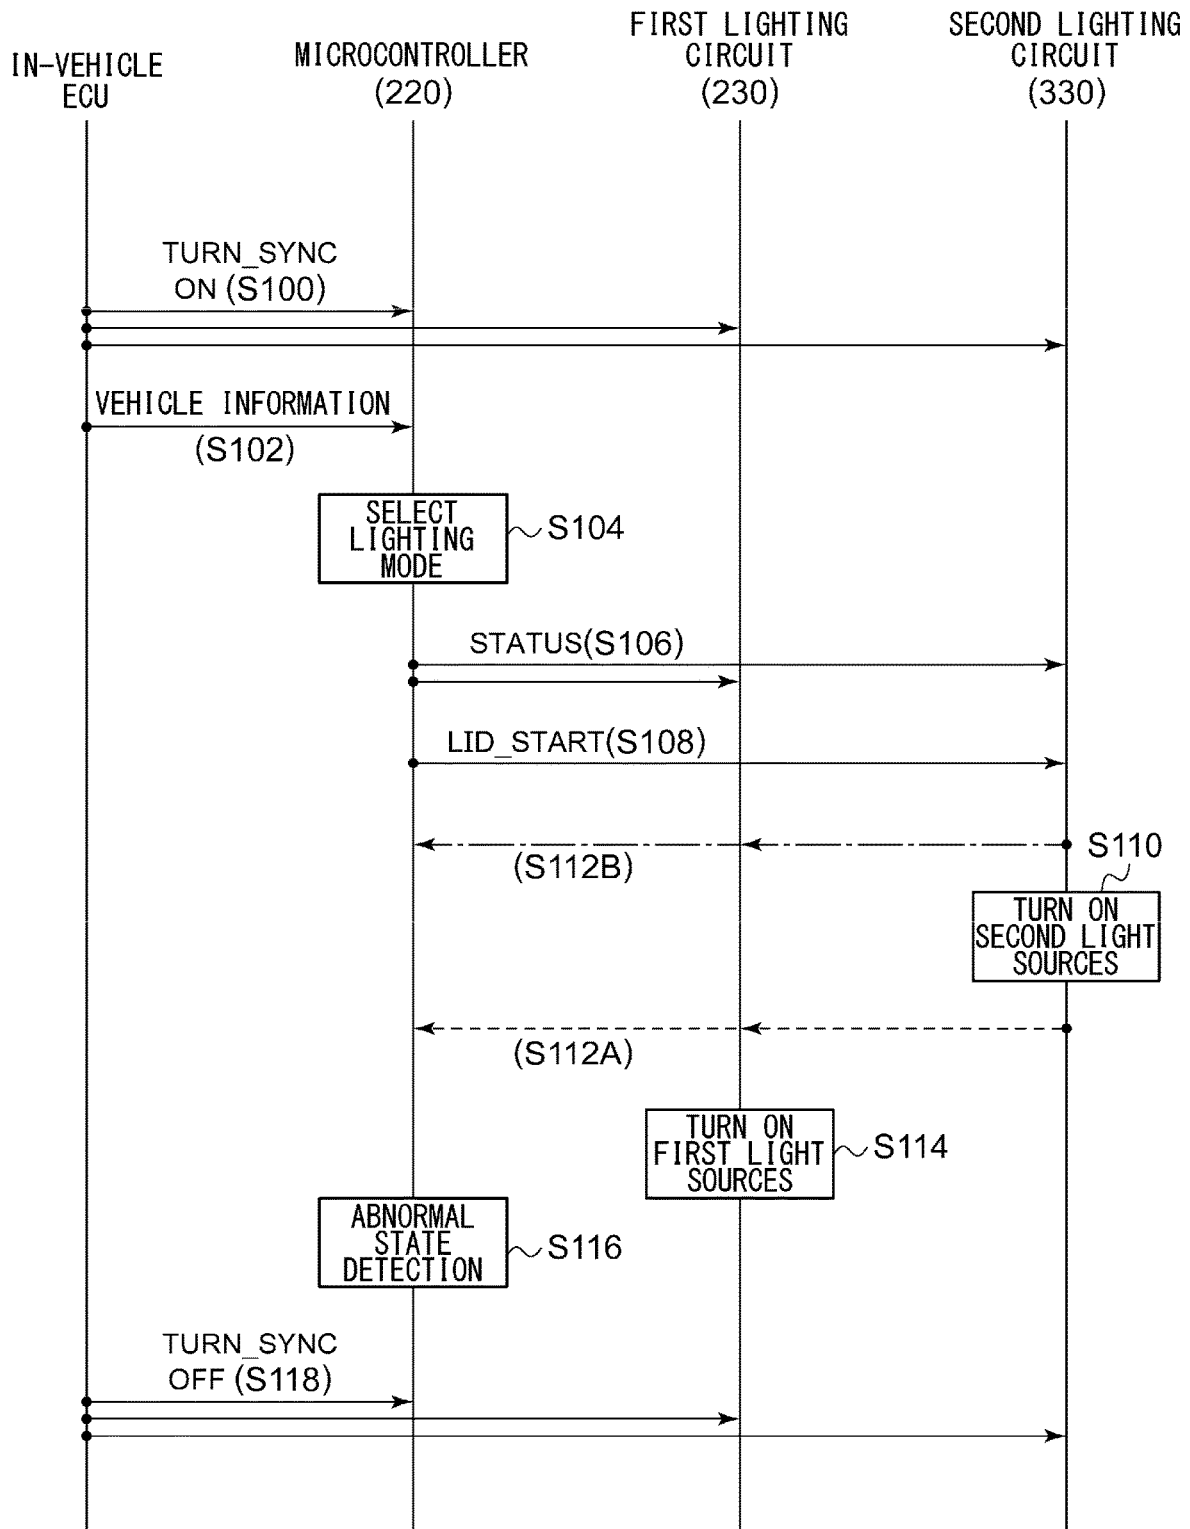 IN-VEHICLE
ECU
MICROCONTROLLER
(220)
FIRST LIGHTING
CIRCUIT
(230)
SECOND LIGHTING
CIRCUIT
(330)
TURN_SYNC
ON (S100)
VEHICLE INFORMATION
(S102)
SELECT
LIGHTING
MODE
S104
STATUS(S106)
LID_START(S108)
(S112B)
S110
TURN ON
SECOND LIGHT
SOURCES
(S112A)
TURN ON
FIRST LIGHT
SOURCES
S114
ABNORMAL
STATE
DETECTION
S116
TURN_SYNC
OFF (S118)